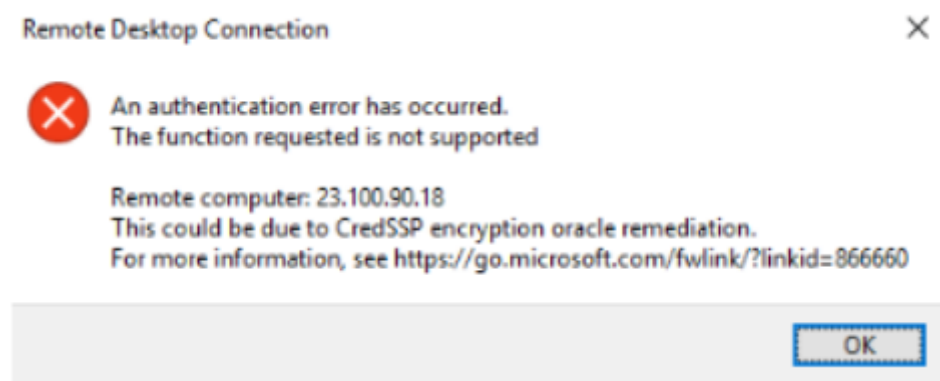 Remote Desktop Connection
An authentication error has occurred.
The function requested is not supported
Remote computer: 23.100.90.18
This could be due to CredSSP encryption oracle remediation.
For more information, see https://go.microsoft.com/fwlink/?linkid=866660
OK